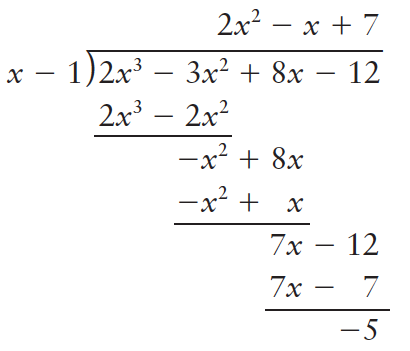 2x² − x + 7
x − 1)2x³ − 3x² + 8x − 12
2x³ − 2x²
−x² + 8x
−x² + x
7x − 12
7x − 7
−5